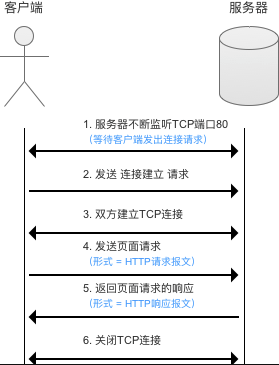 客户端
服务器
1. 服务器不断监听TCP端口80
(等待客户端发出连接请求)
2. 发送 连接建立 请求
3. 双方建立TCP连接
4. 发送页面请求
(形式 = HTTP请求报文)
5. 返回页面请求的响应
(形式 = HTTP响应报文)
6. 关闭TCP连接